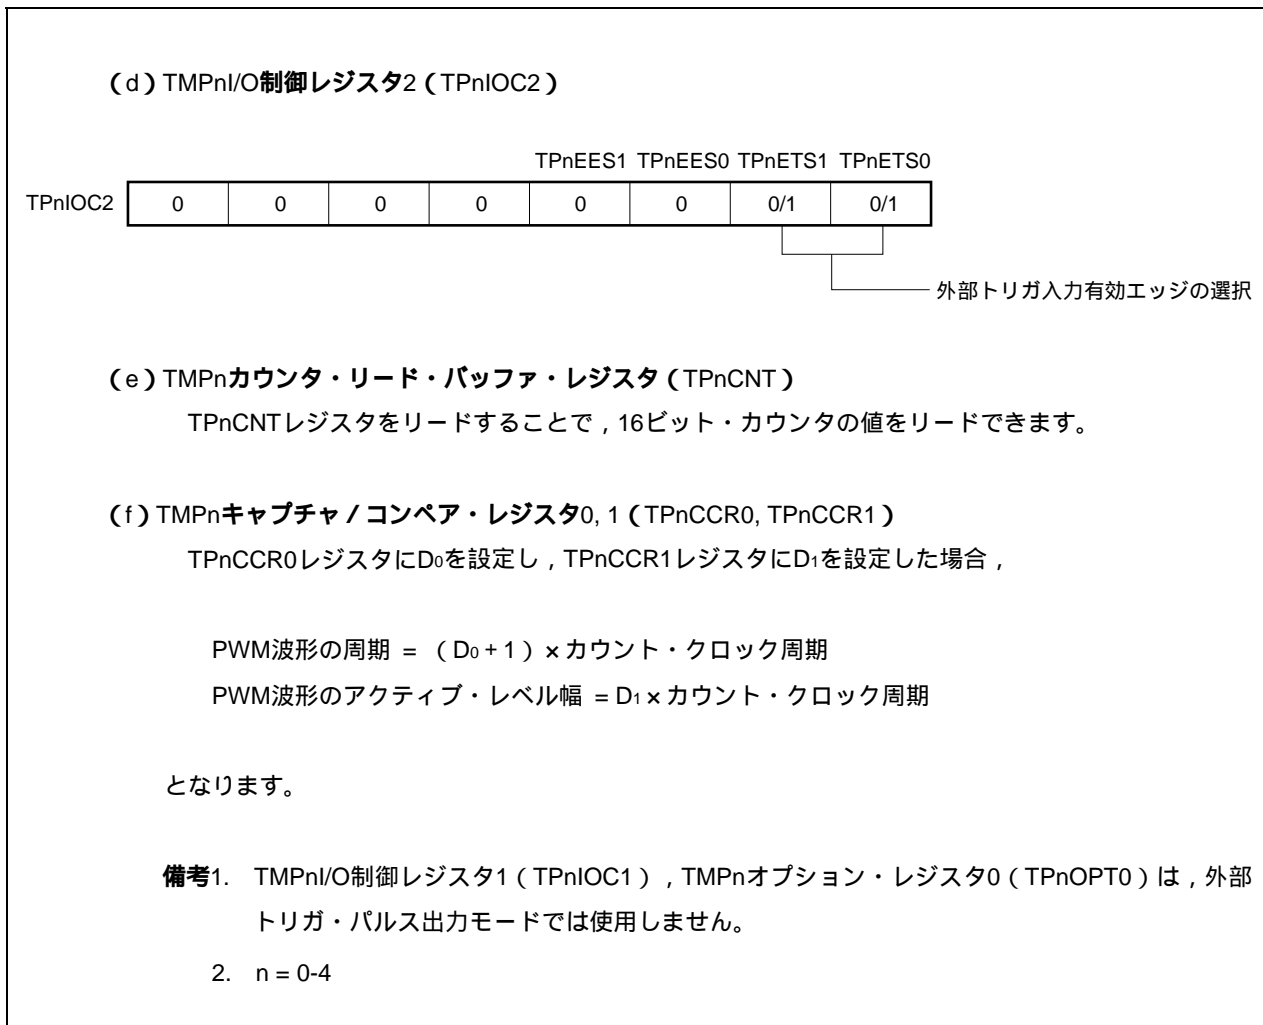 （d）TMPnI/O制御レジスタ2（TPnIOC2）
TPnEES1 TPnEES0 TPnETS1 TPnETS0
TPnIOC2 0 0 0 0 0 0 0/1 0/1
外部トリガ入力有効エッジの選択
（e）TMPnカウンタ・リード・バッファ・レジスタ（TPnCNT）
TPnCNTレジスタをリードすることで，16ビット・カウンタの値をリードできます。
（f）TMPnキャプチャ／コンペア・レジスタ0, 1（TPnCCR0, TPnCCR1）
TPnCCR0レジスタにD0を設定し，TPnCCR1レジスタにD1を設定した場合，
PWM波形の周期 = （D0＋1）×カウント・クロック周期
PWM波形のアクティブ・レベル幅 = D1×カウント・クロック周期
となります。
備考1. TMPnI/O制御レジスタ1（TPnIOC1），TMPnオプション・レジスタ0（TPnOPT0）は，外部
トリガ・パルス出力モードでは使用しません。
2. n = 0-4